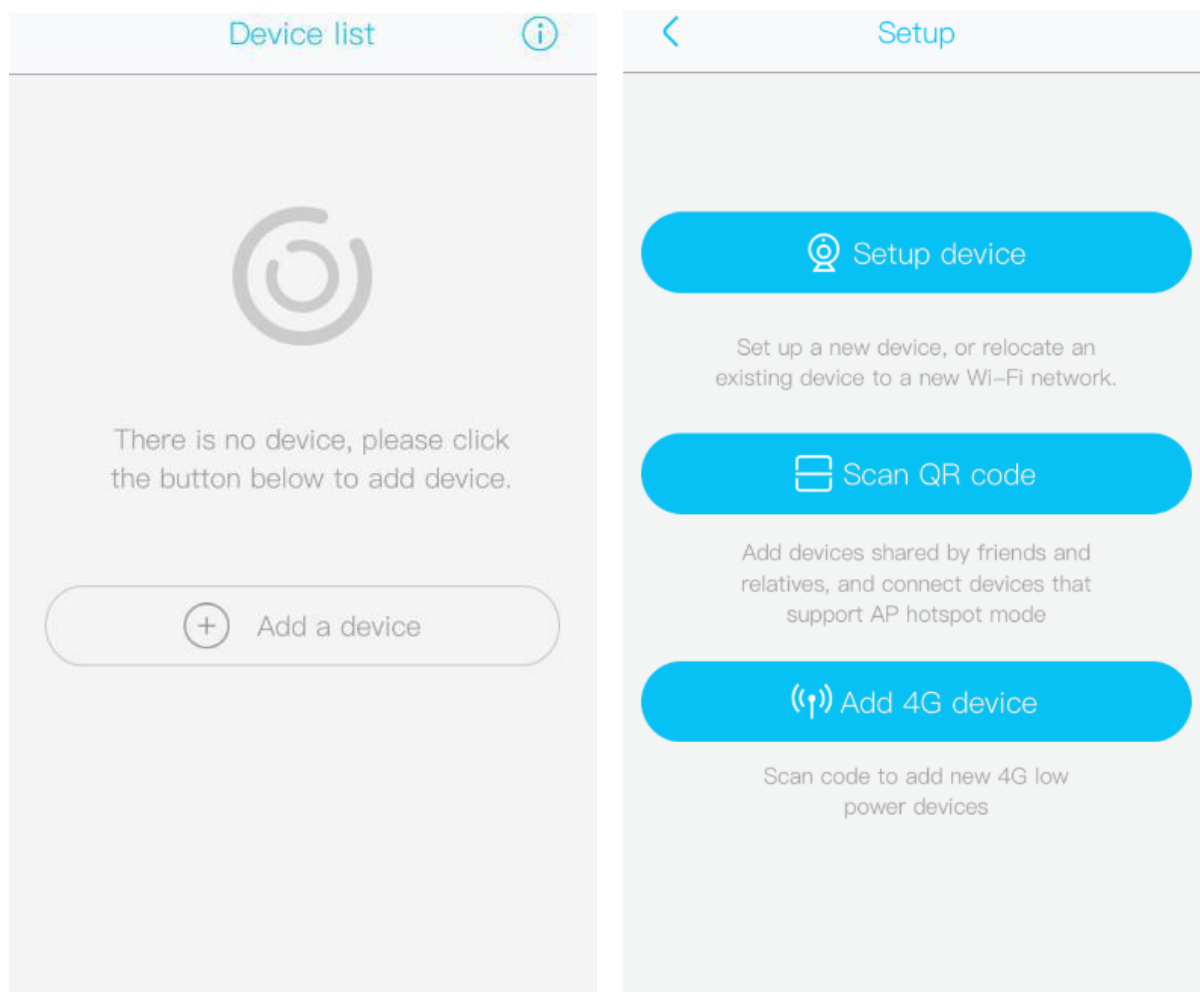 Device list
There is no device, please click
the button below to add device.
Add a device
Setup
Setup device
Set up a new device, or relocate an
existing device to a new Wi-Fi network.
Scan QR code
Add devices shared by friends and
relatives, and connect devices that
support AP hotspot mode
Add 4G device
Scan code to add new 4G low
power devices